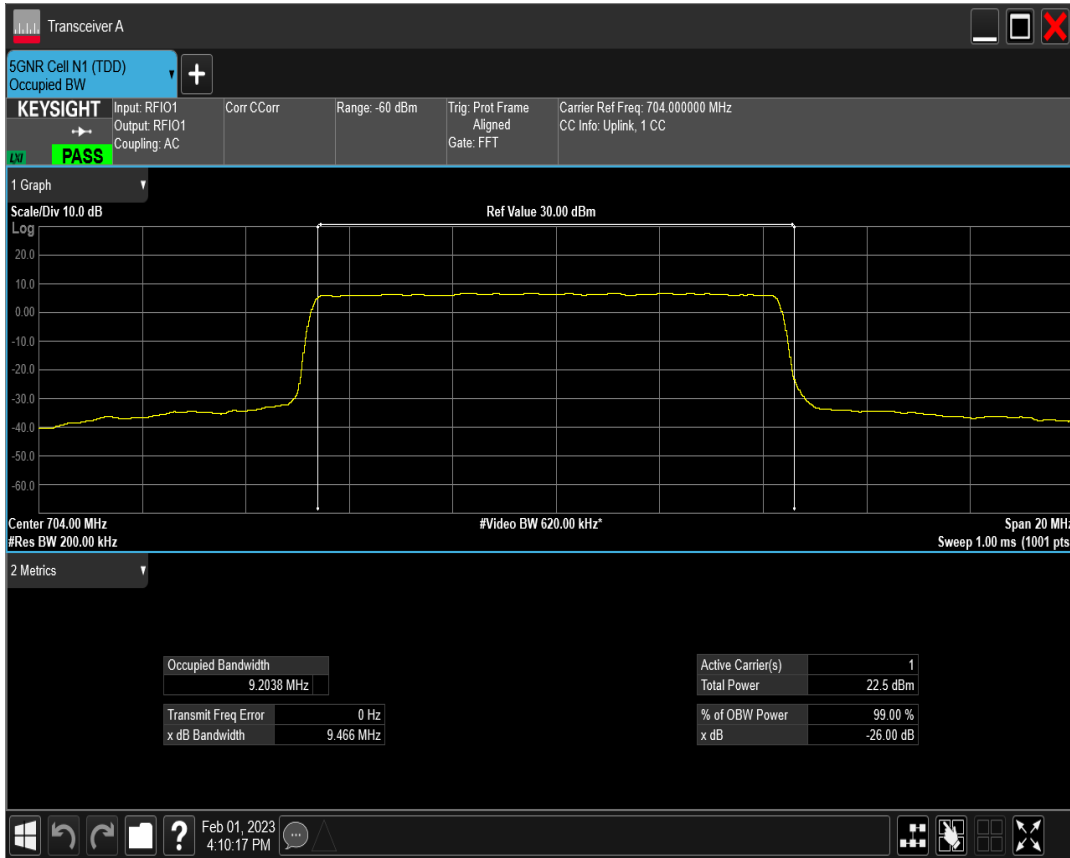 Transceiver A
5GNR Cell N1 (TDD)
Occupied BW
KEYSIGHT
LXI
PASS
Input: RFIO1
Output: RFIO1
Coupling: AC
Corr CCorr
Range: -60 dBm
Trig: Prot Frame
Aligned
Gate: FFT
Carrier Ref Freq: 704.000000 MHz
CC Info: Uplink, 1 CC
1 Graph
Scale/Div 10.0 dB
Ref Value 30.00 dBm
Log
20.0
10.0
0.00
-10.0
-20.0
-30.0
-40.0
-50.0
-60.0
Center 704.00 MHz
#Video BW 620.00 kHz*
Span 20 MHz
#Res BW 200.00 kHz
Sweep 1.00 ms (1001 pts
2 Metrics
Occupied Bandwidth
9.2038 MHz
Transmit Freq Error 0 Hz
x dB Bandwidth 9.466 MHz
Active Carrier(s) 1
Total Power 22.5 dBm
% of OBW Power 99.00 %
x dB -26.00 dB
?
Feb 01, 2023
4:10:17 PM